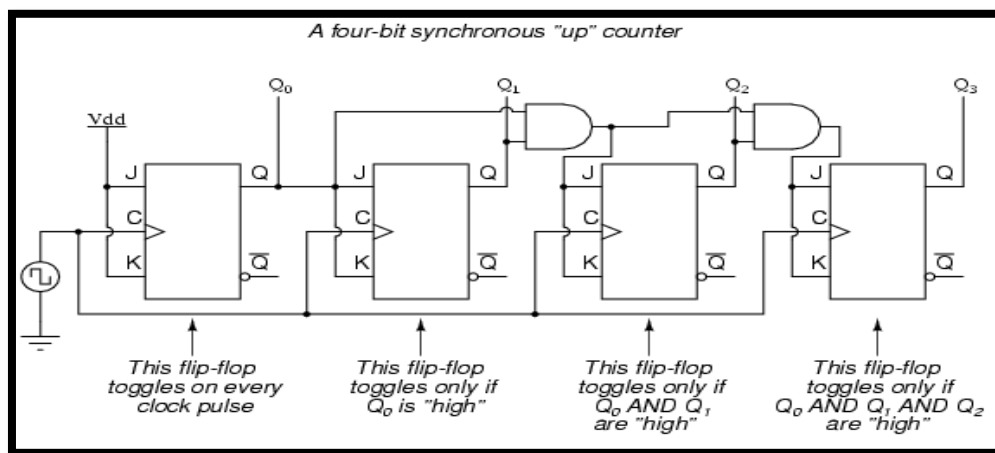 A four-bit synchronous "up" counter
Q0 Q1 Q2 Q3
Vdd
J Q J Q J Q J Q
C C C C
K Q̅ K Q̅ K Q̅ K Q̅
This flip-flop
toggles on every
clock pulse
This flip-flop
toggles only if
Q0 is "high"
This flip-flop
toggles only if
Q0 AND Q1
are "high"
This flip-flop
toggles only if
Q0 AND Q1 AND Q2
are "high"